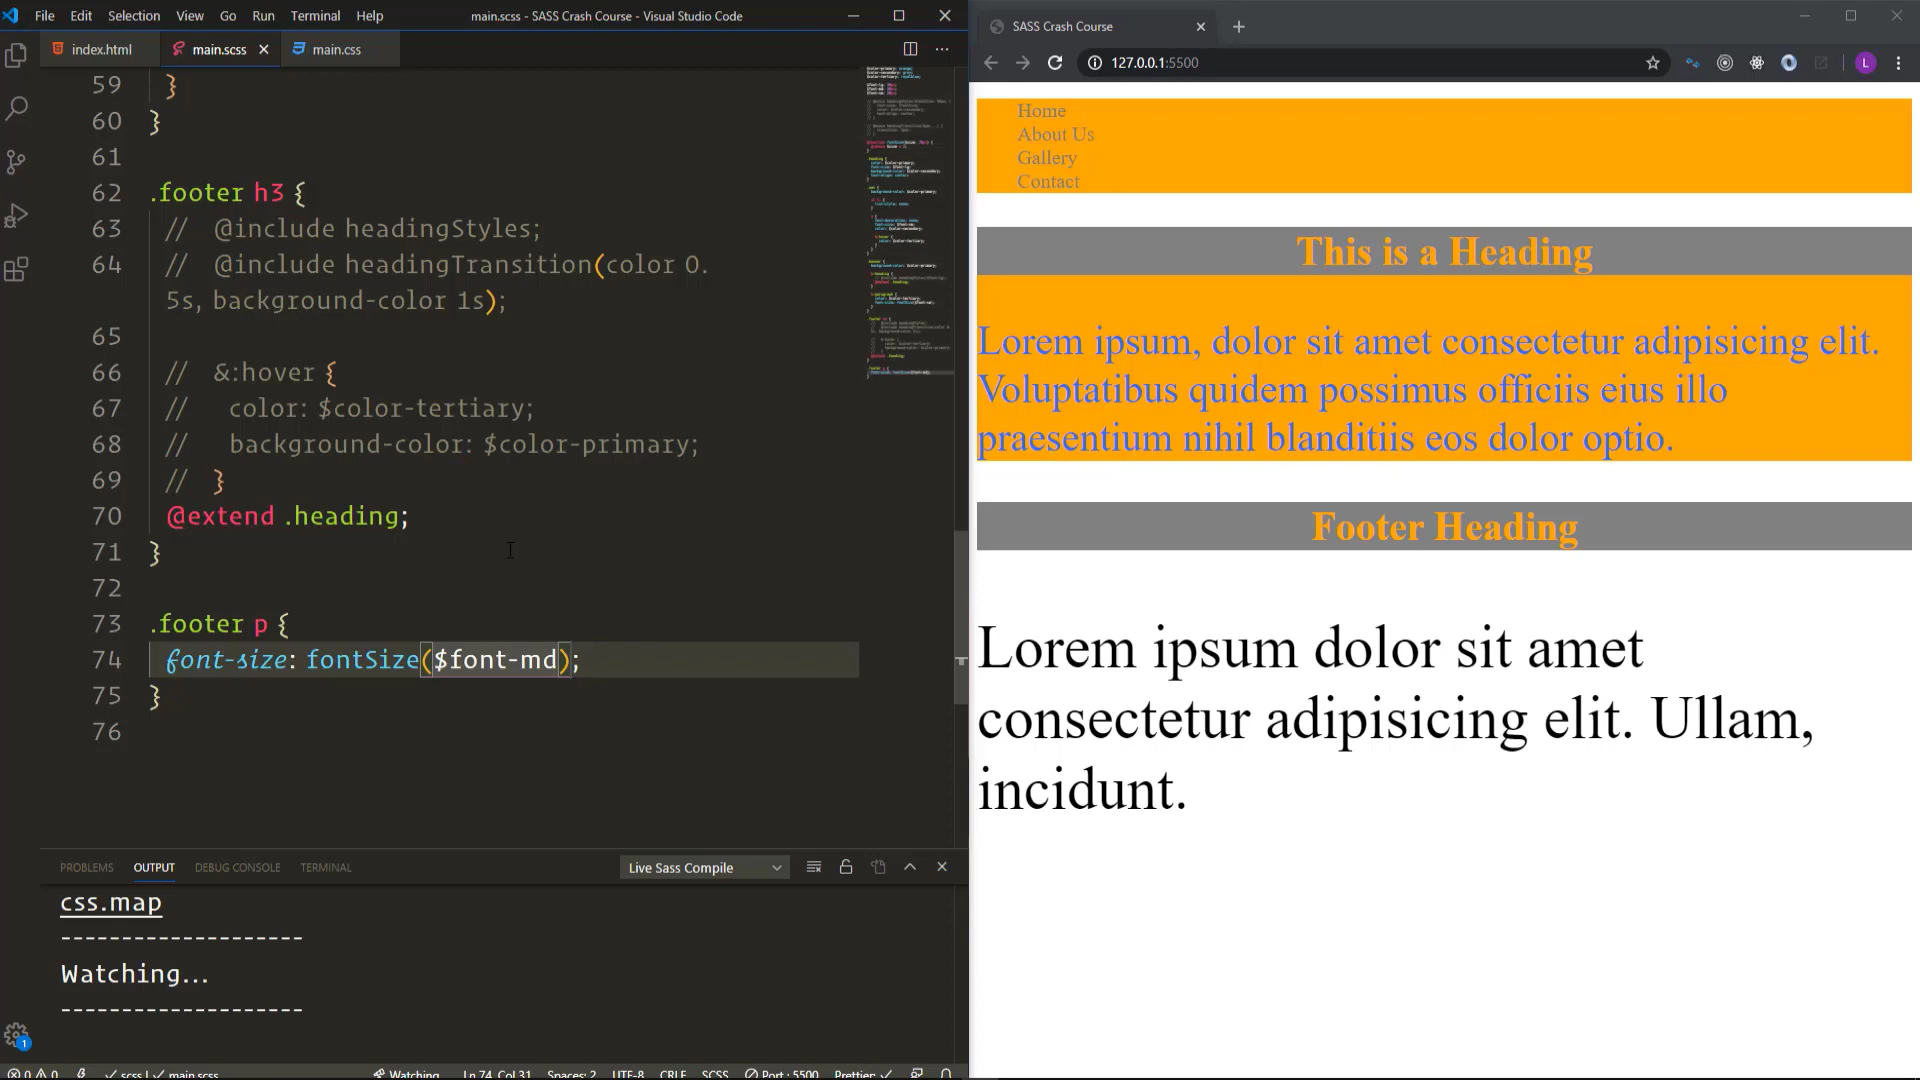 File Edit Selection View Go Run Terminal Help
main.scss - SASS Crash Course - Visual Studio Code
index.html
main.scss
main.css
59 }
60 }
61
62 .footer h3 {
63 // @include headingStyles;
64 // @include headingTransition(color 0.
5s, background-color 1s);
65
66 // &:hover {
67 // color: $color-tertiary;
68 // background-color: $color-primary;
69 // }
70 @extend .heading;
71 }
72
73 .footer p {
74 font-size: fontSize($font-md);
75 }
76
PROBLEMS OUTPUT DEBUG CONSOLE TERMINAL
Live Sass Compile
css.map
--------------------
Watching...
--------------------
1
0 0 scss | main.scss Watching Ln 74, Col 31 Spaces: 2 UTF-8 CRLF SCSS Port : 5500 Prettier
SASS Crash Course
127.0.0.1:5500
L
Home
About Us
Gallery
Contact
This is a Heading
Lorem ipsum, dolor sit amet consectetur adipisicing elit.
Voluptatibus quidem possimus officiis eius illo
praesentium nihil blanditiis eos dolor optio.
Footer Heading
Lorem ipsum dolor sit amet
consectetur adipisicing elit. Ullam,
incidunt.